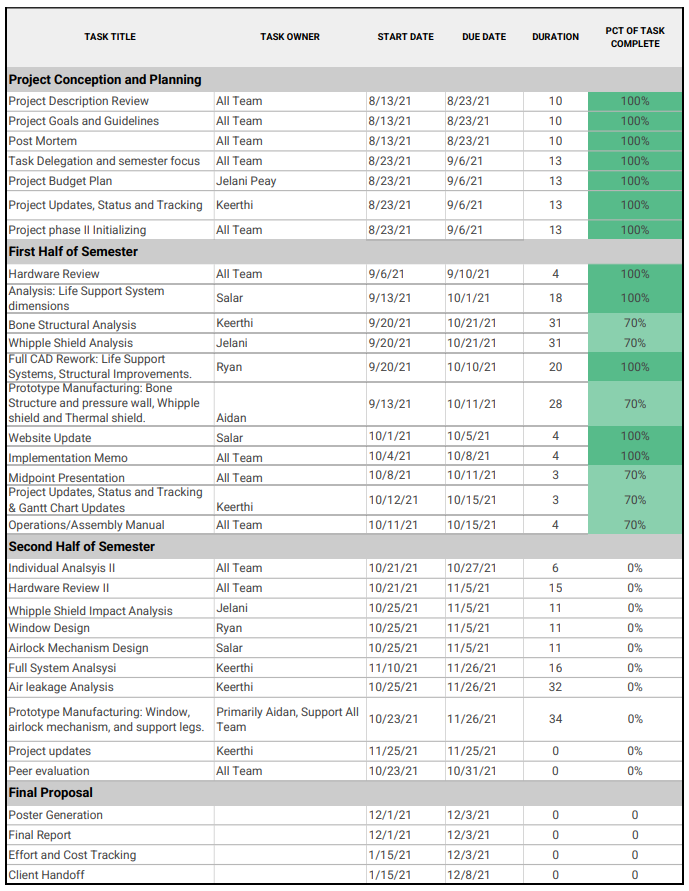 TASK TITLE TASK OWNER START DATE DUE DATE DURATION PCT OF TASK COMPLETE
Project Conception and Planning
Project Description Review All Team 8/13/21 8/23/21 10 100%
Project Goals and Guidelines All Team 8/13/21 8/23/21 10 100%
Post Mortem All Team 8/13/21 8/23/21 10 100%
Task Delegation and semester focus All Team 8/23/21 9/6/21 13 100%
Project Budget Plan Jelani Peay 8/23/21 9/6/21 13 100%
Project Updates, Status and Tracking Keerthi 8/23/21 9/6/21 13 100%
Project phase II Initializing All Team 8/23/21 9/6/21 13 100%
First Half of Semester
Hardware Review All Team 9/6/21 9/10/21 4 100%
Analysis: Life Support System
dimensions Salar 9/13/21 10/1/21 18 100%
Bone Structural Analysis Keerthi 9/20/21 10/21/21 31 70%
Whipple Shield Analysis Jelani 9/20/21 10/21/21 31 70%
Full CAD Rework: Life Support
Systems, Structural Improvements. Ryan 9/20/21 10/10/21 20 100%
Prototype Manufacturing: Bone
Structure and pressure wall, Whipple
shield and Thermal shield. Aidan 9/13/21 10/11/21 28 70%
Website Update Salar 10/1/21 10/5/21 4 100%
Implementation Memo All Team 10/4/21 10/8/21 4 100%
Midpoint Presentation All Team 10/8/21 10/11/21 3 70%
Project Updates, Status and Tracking
& Gantt Chart Updates Keerthi 10/12/21 10/15/21 3 70%
Operations/Assembly Manual All Team 10/11/21 10/15/21 4 70%
Second Half of Semester
Individual Analsyis II All Team 10/21/21 10/27/21 6 0%
Hardware Review II All Team 10/21/21 11/5/21 15 0%
Whipple Shield Impact Analysis Jelani 10/25/21 11/5/21 11 0%
Window Design Ryan 10/25/21 11/5/21 11 0%
Airlock Mechanism Design Salar 10/25/21 11/5/21 11 0%
Full System Analsysi Keerthi 11/10/21 11/26/21 16 0%
Air leakage Analysis Keerthi 10/25/21 11/26/21 32 0%
Prototype Manufacturing: Window, Primarily Aidan, Support All
airlock mechanism, and support legs. Team 10/23/21 11/26/21 34 0%
Project updates Keerthi 11/25/21 11/25/21 0 0%
Peer evaluation All Team 10/23/21 10/31/21 0 0%
Final Proposal
Poster Generation 12/1/21 12/3/21 0 0
Final Report 12/1/21 12/3/21 0 0
Effort and Cost Tracking 1/15/21 12/3/21 0 0
Client Handoff 1/15/21 12/8/21 0 0